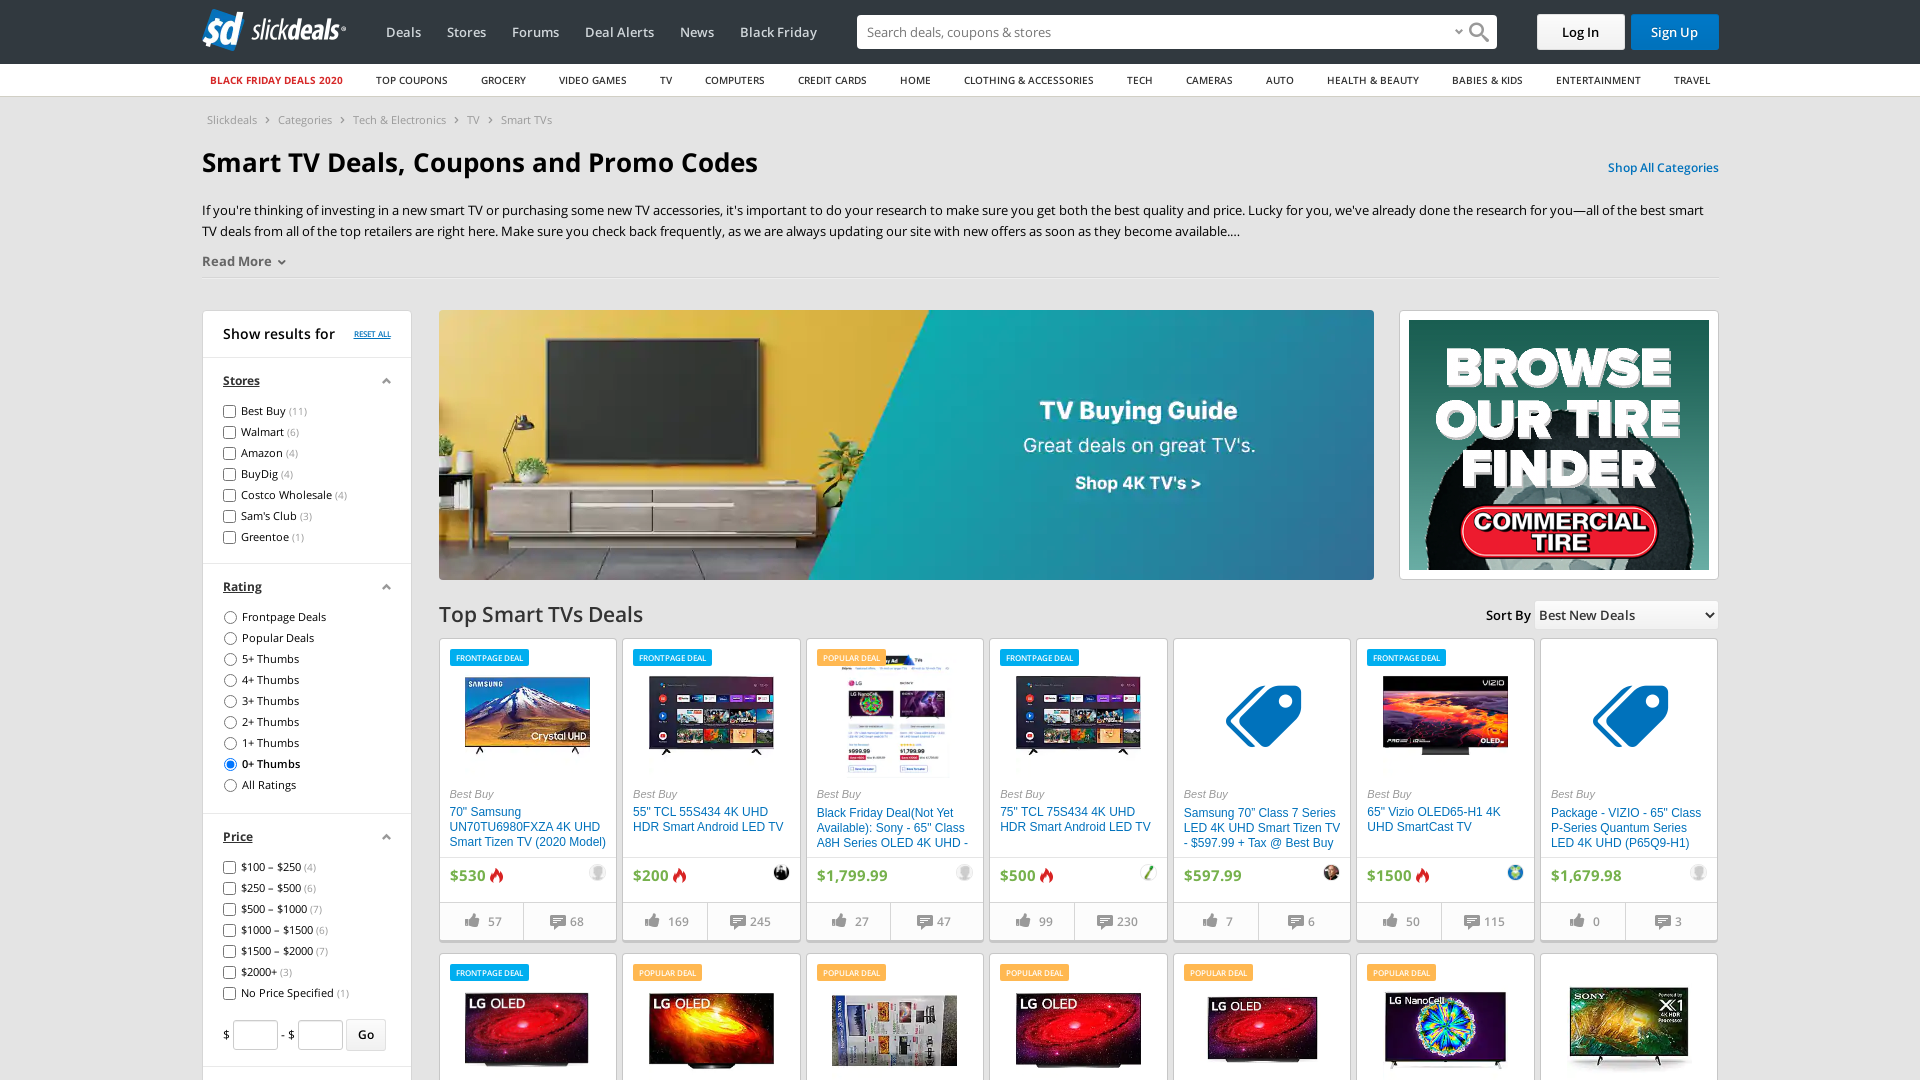 slickdeals
Deals
Stores
Forums
Deal Alerts
News
Black Friday
Search deals, coupons & stores
Log In
Sign Up
BLACK FRIDAY DEALS 2020
TOP COUPONS
GROCERY
VIDEO GAMES
TV
COMPUTERS
CREDIT CARDS
HOME
CLOTHING & ACCESSORIES
TECH
CAMERAS
AUTO
HEALTH & BEAUTY
BABIES & KIDS
ENTERTAINMENT
TRAVEL
Slickdeals > Categories > Tech & Electronics > TV > Smart TVs
Smart TV Deals, Coupons and Promo Codes
Shop All Categories
If you're thinking of investing in a new smart TV or purchasing some new TV accessories, it's important to do your research to make sure you get both the best quality and price. Lucky for you, we've already done the research for you—all of the best smart
TV deals from all of the top retailers are right here. Make sure you check back frequently, as we are always updating our site with new offers as soon as they become available....
Read More
Show results for
RESET ALL
Stores
Best Buy (11)
Walmart (6)
Amazon (4)
BuyDig (4)
Costco Wholesale (4)
Sam's Club (3)
Greentoe (1)
Rating
Frontpage Deals
Popular Deals
5+ Thumbs
4+ Thumbs
3+ Thumbs
2+ Thumbs
1+ Thumbs
0+ Thumbs
All Ratings
Price
$100 – $250 (4)
$250 – $500 (6)
$500 – $1000 (7)
$1000 – $1500 (6)
$1500 – $2000 (7)
$2000+ (3)
No Price Specified (1)
$ - $ Go
TV Buying Guide
Great deals on great TV's.
Shop 4K TV's >
BROWSE
OUR TIRE
FINDER
COMMERCIAL
TIRE
Top Smart TVs Deals
Sort By
Best New Deals
FRONTPAGE DEAL
SAMSUNG
Crystal UHD
Best Buy
70" Samsung
UN70TU6980FXZA 4K UHD
Smart Tizen TV (2020 Model)
$530
57
68
FRONTPAGE DEAL
Best Buy
55" TCL 55S434 4K UHD
HDR Smart Android LED TV
$200
169
245
POPULAR DEAL
Best Buy
Black Friday Deal(Not Yet
Available): Sony - 65" Class
A8H Series OLED 4K UHD -
$1,799.99
27
47
FRONTPAGE DEAL
Best Buy
75" TCL 75S434 4K UHD
HDR Smart Android LED TV
$500
99
230
Best Buy
Samsung 70" Class 7 Series
LED 4K UHD Smart Tizen TV
- $597.99 + Tax @ Best Buy
$597.99
7
6
FRONTPAGE DEAL
VIZIO
OLED
Best Buy
65" Vizio OLED65-H1 4K
UHD SmartCast TV
$1500
50
115
Best Buy
Package - VIZIO - 65" Class
P-Series Quantum Series
LED 4K UHD (P65Q9-H1)
$1,679.98
0
3
FRONTPAGE DEAL
LG OLED
POPULAR DEAL
LG OLED
POPULAR DEAL
POPULAR DEAL
LG OLED
POPULAR DEAL
LG OLED
POPULAR DEAL
LG NanoCell
SONY
Powered by
X1
4K HDR
Processor